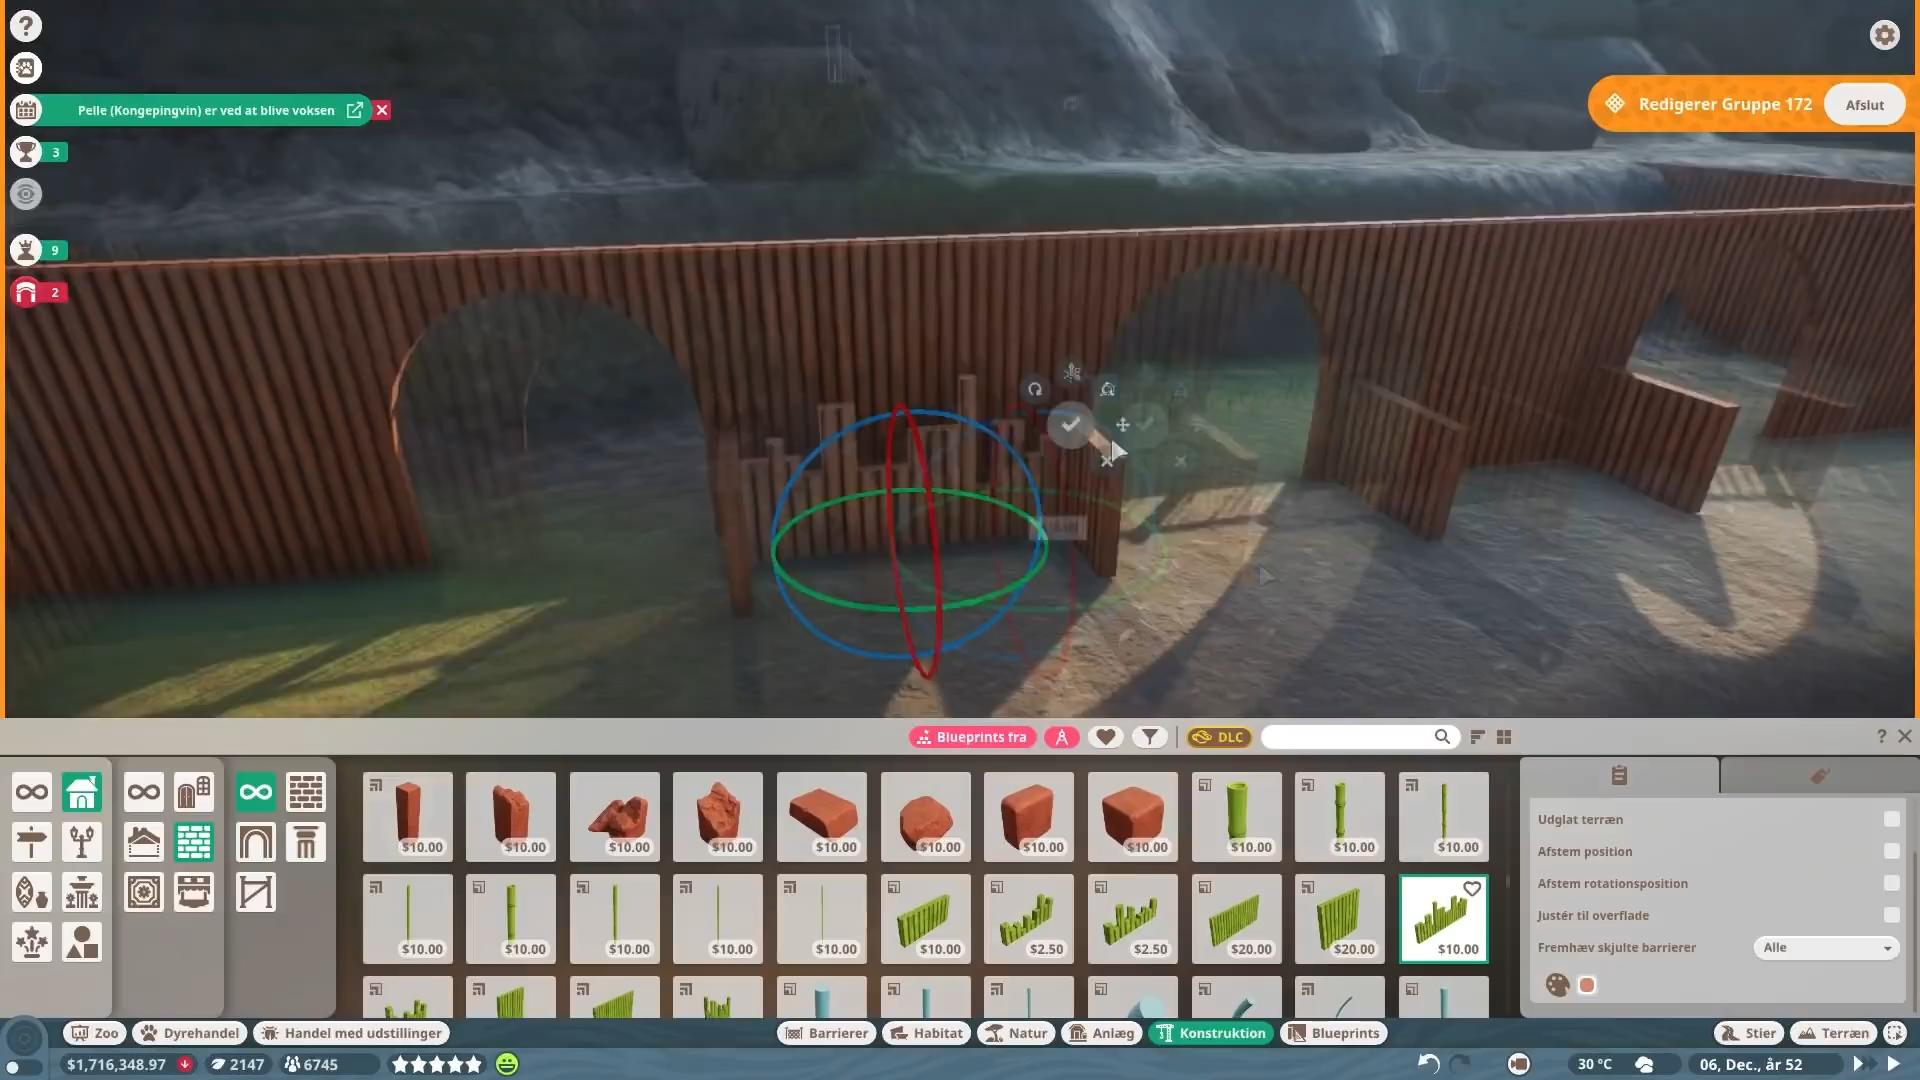 ?
Pelle (Kongepingvin) er ved at blive voksen
3
9
2
Redigerer Gruppe 172
Afslut
Blueprints fra
DLC
?
$10.00 $10.00 $10.00 $10.00 $10.00 $10.00 $10.00 $10.00 $10.00 $10.00 $10.00
$10.00 $10.00 $10.00 $10.00 $10.00 $10.00 $2.50 $2.50 $20.00 $20.00 $10.00
Udglat terræn
Afstem position
Afstem rotationsposition
Justér til overflade
Fremhæv skjulte barrierer Alle
Zoo Dyrehandel Handel med udstillinger Barrierer Habitat Natur Anlæg Konstruktion Blueprints Stier Terræn
$1,716,348.97 2147 6745 30 °C 06, Dec., år 52